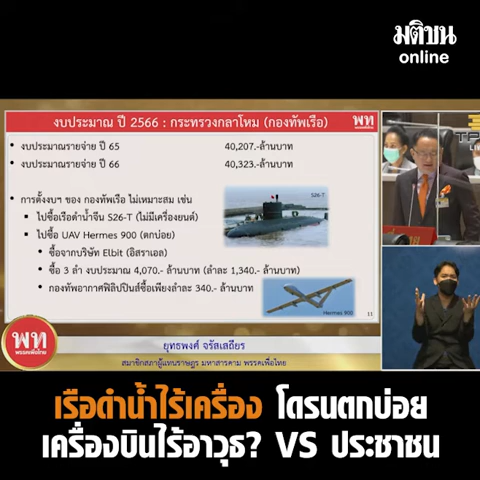 มติชน
online
งบประมาณ ปี 2566 : กระทรวงกลาโหม (กองทัพเรือ)
พท
งบประมาณรายจ่าย ปี 65 40,207.-ล้านบาท
งบประมาณรายจ่าย ปี 66 40,323.-ล้านบาท
การตั้งงบฯ ของ กองทัพเรือ ไม่เหมาะสม เช่น
ไปซื้อเรือดำน้ำจีน S26-T (ไม่มีเครื่องยนต์)
ไปซื้อ UAV Hermes 900 (ตกบ่อย)
ซื้อจากบริษัท Elbit (อิสราเอล)
ซื้อ 3 ลำ งบประมาณ 4,070.- ล้านบาท (ลำละ 1,340.- ล้านบาท)
กองทัพอากาศฟิลิปปินส์ซื้อเพียงลำละ 340.- ล้านบาท
S26-T
Hermes 900
11
พท
พรรคเพื่อไทย
ยุทธพงศ์ จรัสเสถียร
สมาชิกสภาผู้แทนราษฎร มหาสารคาม พรรคเพื่อไทย
เรือดำน้ำไร้เครื่อง โดรนตกบ่อย
เครื่องบินไร้อาวุธ? VS ประชาชน